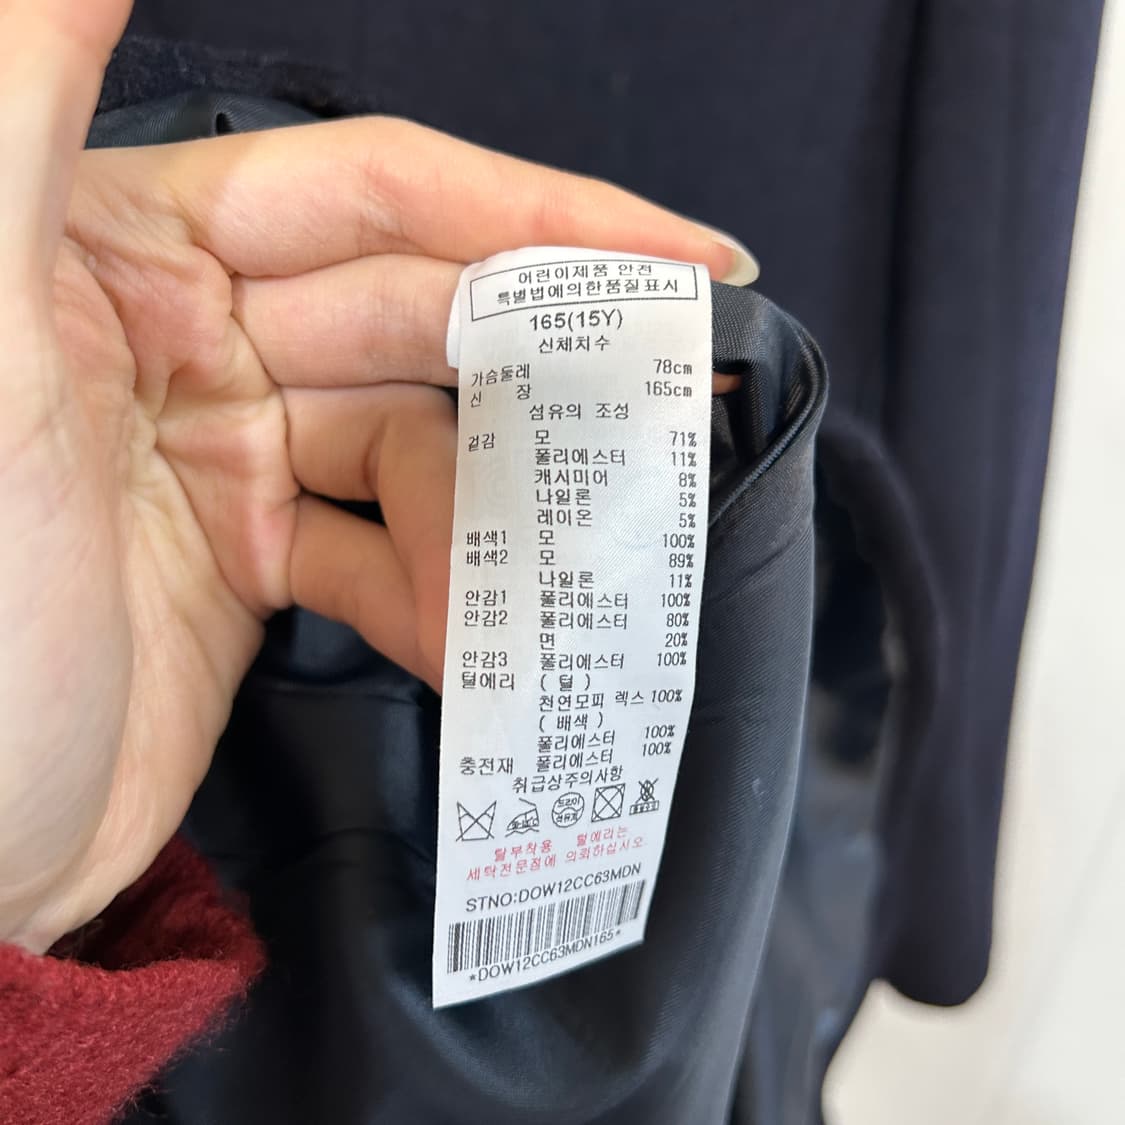 어린이제품 안전
특별법에의한품질표시
165(15Y)
신체치수
가슴둘레 78cm
신 장 165cm
섬유의 조성
겉감 모 71%
폴리에스터 11%
캐시미어 8%
나일론 5%
레이온 5%
배색1 모 100%
배색2 모 89%
나일론 11%
안감1 폴리에스터 100%
안감2 폴리에스터 80%
면 20%
안감3 폴리에스터 100%
털에리 ( 털 )
천연모피 렉스 100%
( 배색 )
폴리에스터 100%
충전재 폴리에스터 100%
취급상주의사항
드라이
탈부착용 털에리는
세탁전문점에 의뢰하십시오
STNO:DOW12CC63MDN
*DOW12CC63MDN165*